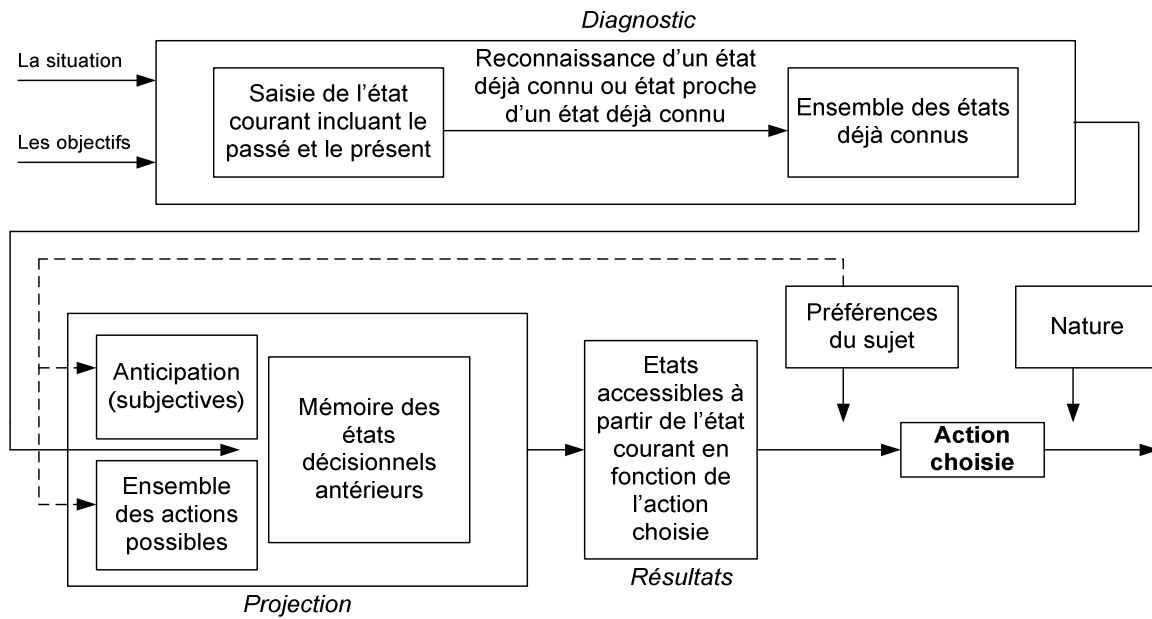 Diagnostic
La situation
Les objectifs
Saisie de l’état
courant incluant le
passé et le présent
Reconnaissance d’un état
déjà connu ou état proche
d’un état déjà connu
Ensemble des états
déjà connus
Préférences
du sujet
Nature
Anticipation
(subjectives)
Ensemble
des actions
possibles
Mémoire des
états
décisionnels
antérieurs
Projection
Etats
accessibles à
partir de l’état
courant en
fonction de
l’action
choisie
Résultats
Action
choisie